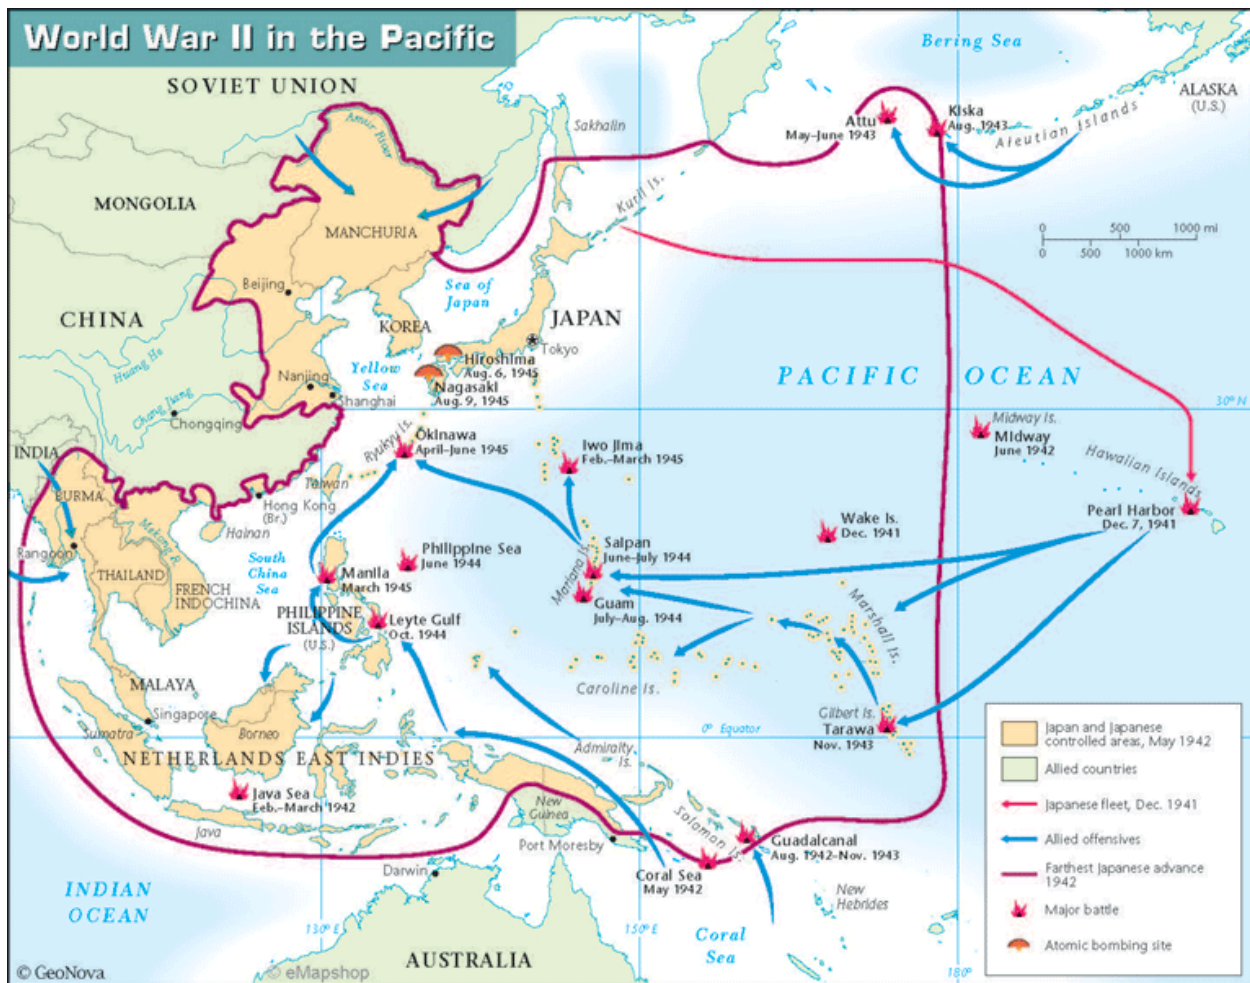 World War II in the Pacific
Bering Sea
SOVIET UNION
ALASKA
(U.S.)
Amur River
Sakhalin
Attu
May–June 1943
Kiska
Aug. 1943
Aleutian Islands
MONGOLIA
Kuril Is.
MANCHURIA
0 500 1000 mi
0 500 1000 km
Beijing
Sea of
Japan
CHINA
KOREA
JAPAN
Tokyo
Huang He
Yellow
Sea
Hiroshima
Aug. 6, 1945
Nagasaki
Aug. 9, 1945
PACIFIC OCEAN
Nanjing
Shanghai
Chang Jiang
Chongqing
30° N
Midway Is.
Midway
June 1942
Ryukyu Is.
Okinawa
April–June 1945
Iwo Jima
Feb.–March 1945
INDIA
Hawaiian Islands
BURMA
Taiwan
Hong Kong
(Br.)
Pearl Harbor
Dec. 7, 1941
Hainan
Mekong R.
Wake Is.
Dec. 1941
Rangoon
South
China
Sea
Philippine Sea
June 1944
Saipan
June–July 1944
Mariana Is.
THAILAND
FRENCH
INDOCHINA
Manila
March 1945
Guam
July–Aug. 1944
Marshall Is.
PHILIPPINE
ISLANDS
(U.S.)
Leyte Gulf
Oct. 1944
MALAYA
Caroline Is.
Singapore
Gilbert Is.
Tarawa
Nov. 1943
Sumatra
Borneo
0° Equator
NETHERLANDS EAST INDIES
Admiralty
Is.
Java Sea
Feb.–March 1942
New
Guinea
Solomon Is.
Java
Port Moresby
Guadalcanal
Aug. 1942–Nov. 1943
Darwin
Coral Sea
May 1942
New
Hebrides
INDIAN
OCEAN
130° E
150° E
Coral
Sea
AUSTRALIA
180°
© GeoNova
© eMapshop
Japan and Japanese
controlled areas, May 1942
Allied countries
Japanese fleet, Dec. 1941
Allied offensives
Farthest Japanese advance
1942
Major battle
Atomic bombing site